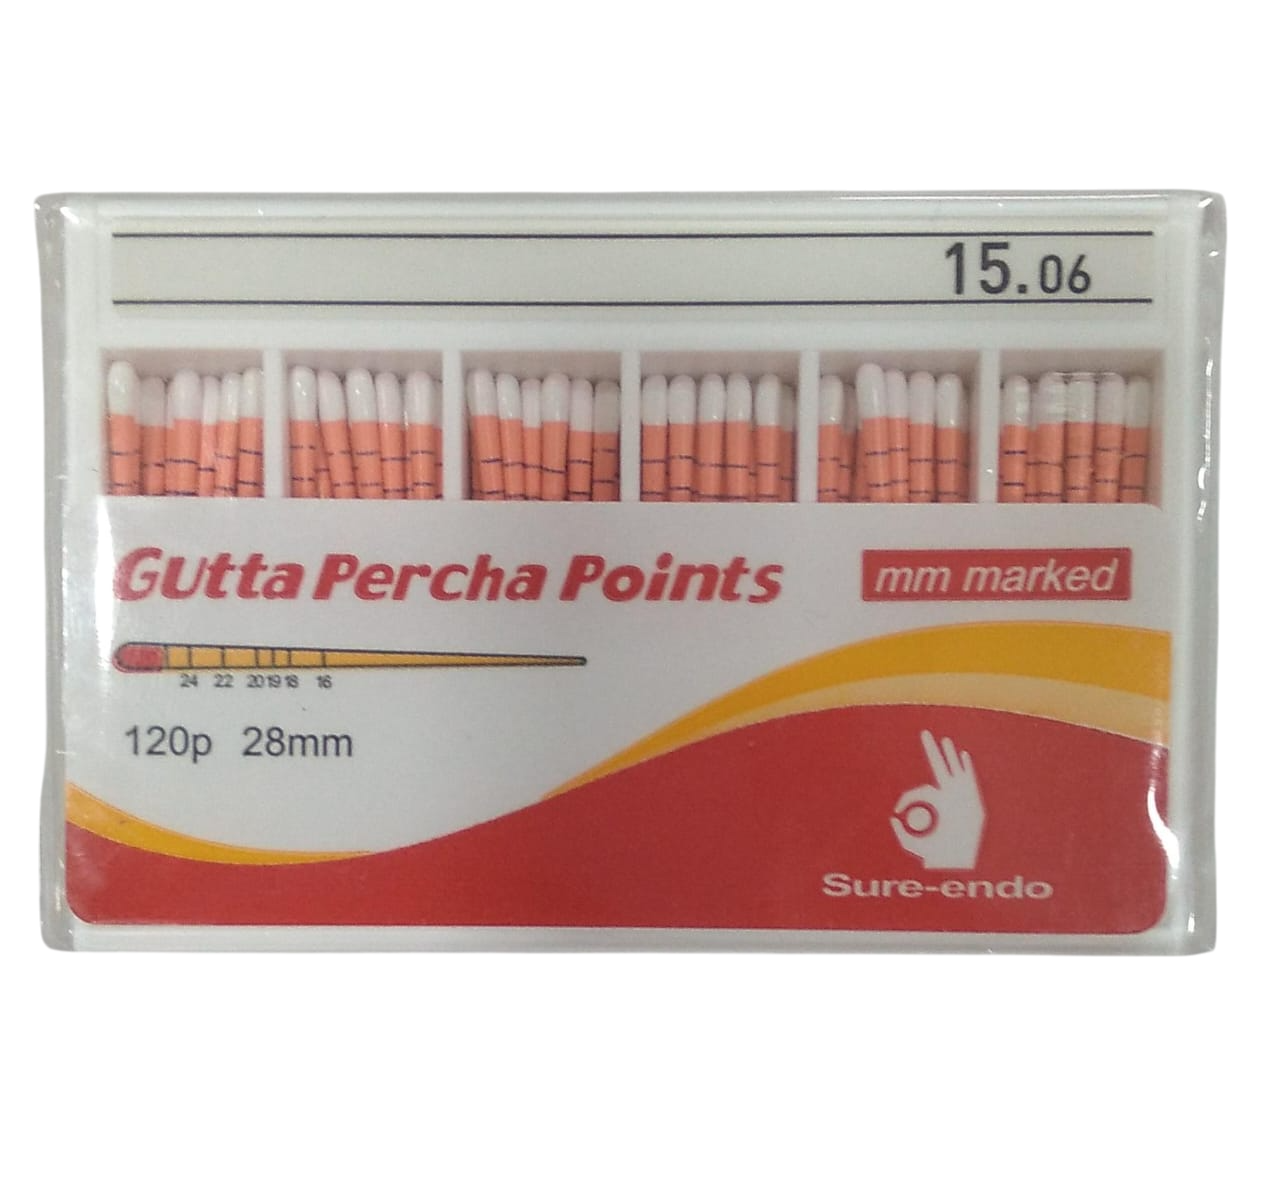 15.06
Gutta Percha Points
mm marked
24 22 20 19 18 16
120p 28mm
Sure-endo